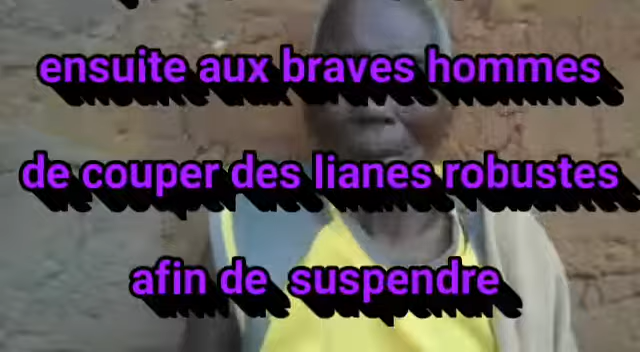 ensuite aux braves hommes
de couper des lianes robustes
afin de suspendre